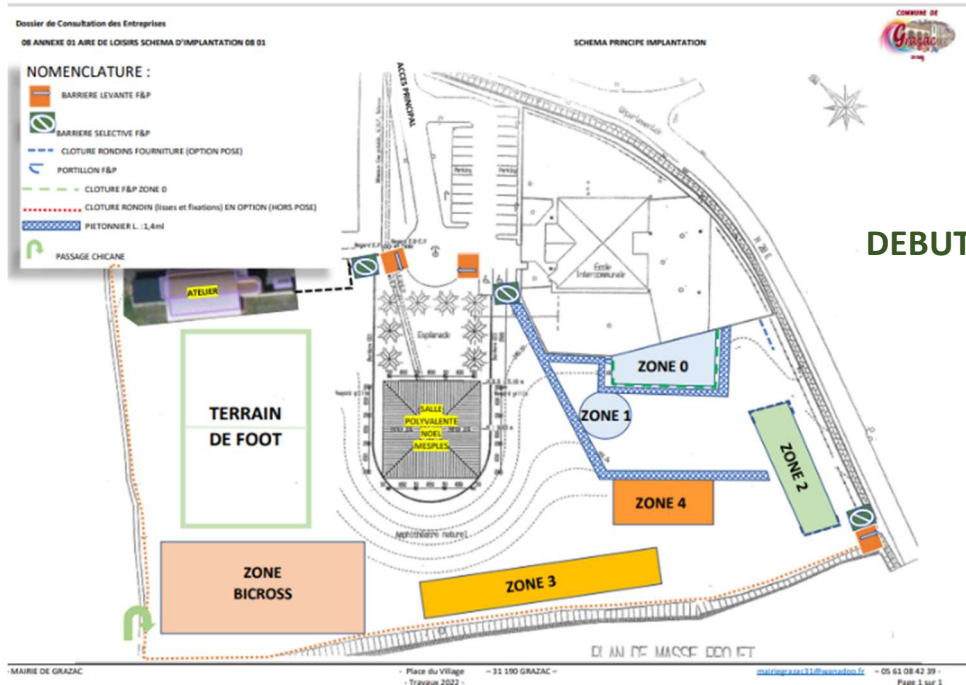 Dossier de Consultation des Entreprises
08 ANNEXE 01 AIRE DE LOISIRS SCHEMA D'IMPLANTATION 08 01
SCHEMA PRINCIPE IMPLANTATION
COMMUNE DE
Grazac
NOMENCLATURE :
BARRIERE LEVANTE F&P
BARRIERE SELECTIVE F&P
CLOTURE RONDINS FOURNITURE (OPTION POSE)
PORTILLON F&P
CLOTURE F&P ZONE 0
CLOTURE RONDIN (lisses et fixations) EN OPTION (HORS POSE)
PIETONNIER L. :1,4ml
PASSAGE CHICANE
ACCES PRINCIPAL
Parking
Parking
DEBUT
Ecole
Intercommunale
ATELIER
Esplanade
ZONE 0
TERRAIN
DE FOOT
SALLE
POLYVALENTE
NOEL
MESPLES
ZONE 1
ZONE 2
ZONE 4
Amphithéatre naturel
ZONE
BICROSS
ZONE 3
PLAN DE MASSE PROJET
-MAIRIE DE GRAZAC
- Place du Village
– 31 190 GRAZAC –
mairiegrazac31@wanadoo.fr
– 05 61 08 42 39 -
- Travaux 2022 -
Page 1 sur 1